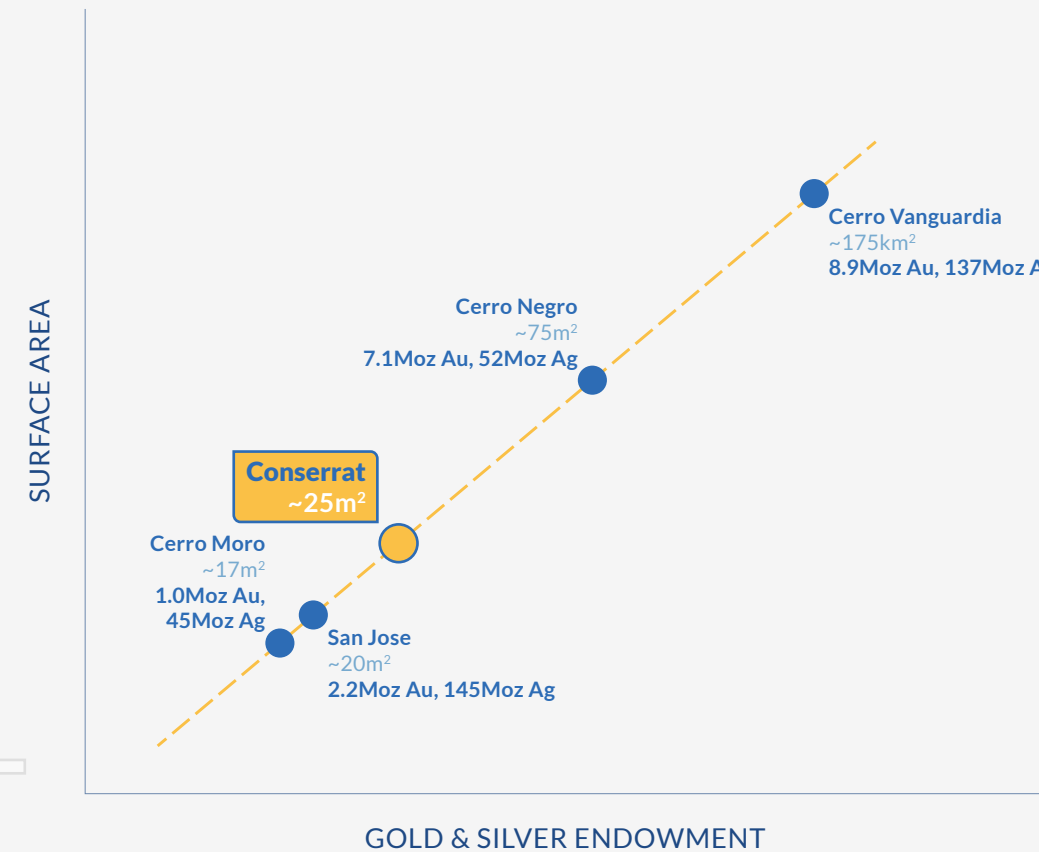 SURFACE AREA
Cerro Vanguardia
~175km²
8.9Moz Au, 137Moz
Cerro Negro
~75m²
7.1Moz Au, 52Moz Ag
Conserrat
~25m²
Cerro Moro
~17m²
1.0Moz Au,
45Moz Ag
San Jose
~20m²
2.2Moz Au, 145Moz Ag
GOLD & SILVER ENDOWMENT